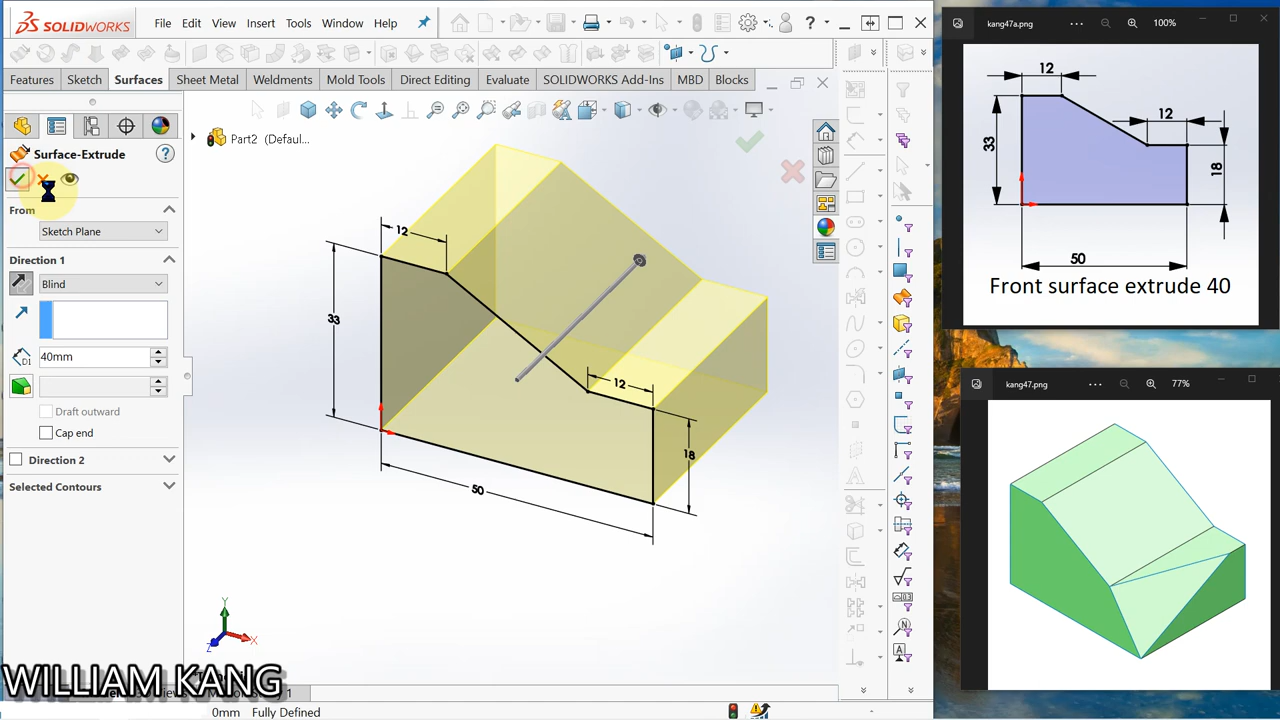 SOLIDWORKS File Edit View Insert Tools Window Help
Features Sketch Surfaces Sheet Metal Weldments Mold Tools Direct Editing Evaluate SOLIDWORKS Add-Ins MBD Blocks
Part2 (Defaul...
Surface-Extrude
From
Sketch Plane
Direction 1
Blind
40mm
Draft outward
Cap end
Direction 2
Selected Contours
12
33
12
18
50
Y
X
Z
WILLIAM KANG
0mm Fully Defined
kang47a.png 100%
12
12
33
18
50
Front surface extrude 40
kang47.png 77%